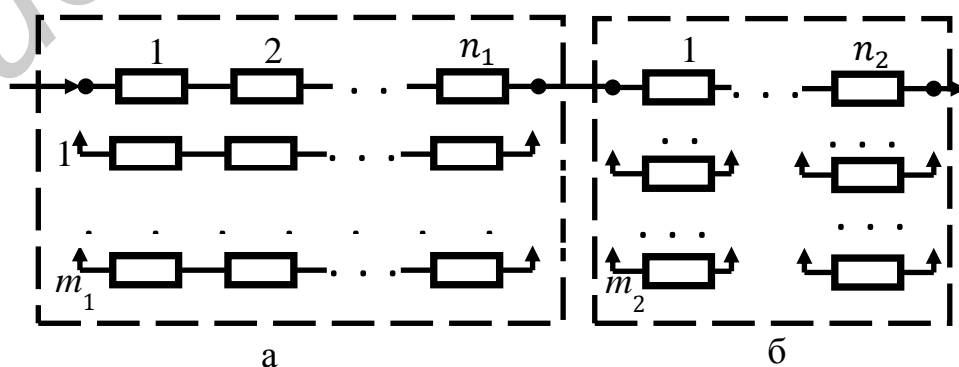 1 2 n₁ 1 n₂
. . . . . .
1 . . . . . . . .
. . . . . . . . . . . . . .
m₁ . . . m₂
а б